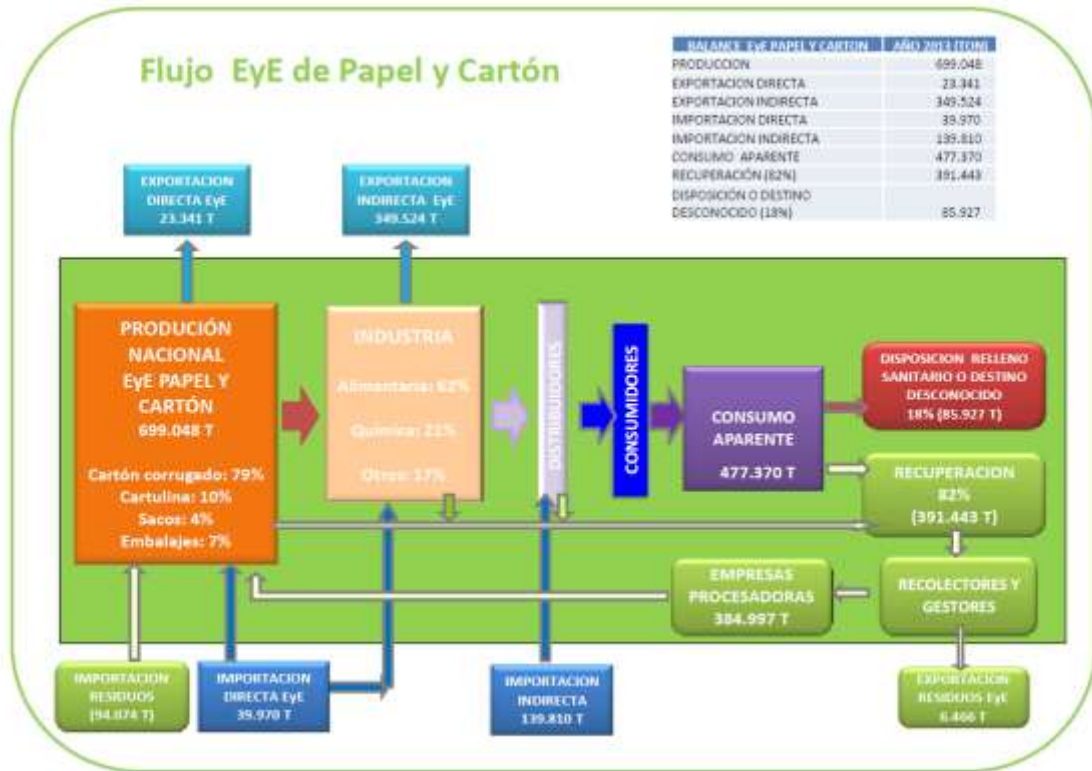 Flujo EyE de Papel y Cartón
BALANCE EyE PAPEL Y CARTON AÑO 2013 (TON)
PRODUCCION 699.048
EXPORTACION DIRECTA 23.341
EXPORTACION INDIRECTA 349.524
IMPORTACION DIRECTA 39.970
IMPORTACION INDIRECTA 139.810
CONSUMO APARENTE 477.370
RECUPERACIÓN (82%) 391.443
DISPOSICIÓN O DESTINO
DESCONOCIDO (18%) 85.927
EXPORTACION
DIRECTA EyE
23.341 T
EXPORTACION
INDIRECTA EyE
349.524 T
PRODUCIÓN
NACIONAL
EyE PAPEL Y
CARTÓN
699.048 T
Cartón corrugado: 79%
Cartulina: 10%
Sacos: 4%
Embalajes: 7%
INDUSTRIA
Alimentaria: 62%
Química: 21%
Otros: 17%
DISTRIBUIDORES
CONSUMIDORES
CONSUMO
APARENTE
477.370 T
DISPOSICION RELLENO
SANITARIO O DESTINO
DESCONOCIDO
18% (85.927 T)
RECUPERACION
82%
(391.443 T)
RECOLECTORES Y
GESTORES
EMPRESAS
PROCESADORAS
384.997 T
IMPORTACION
RESIDUOS
(94.074 T)
IMPORTACION
DIRECTA EyE
39.970 T
IMPORTACION
INDIRECTA
139.810 T
EXPORTACION
RESIDUOS EyE
6.466 T